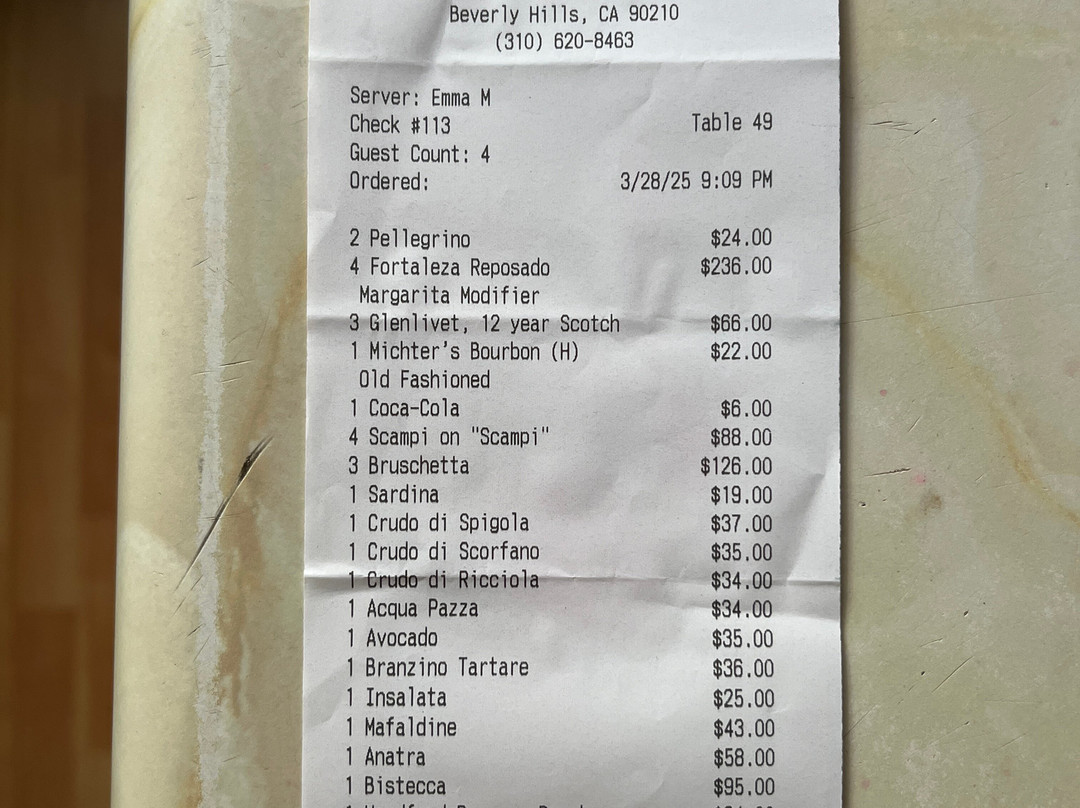 Beverly Hills, CA 90210
(310) 620-8463
Server: Emma M
Check #113 Table 49
Guest Count: 4
Ordered: 3/28/25 9:09 PM
2 Pellegrino $24.00
4 Fortaleza Reposado $236.00
Margarita Modifier
3 Glenlivet, 12 year Scotch $66.00
1 Michter's Bourbon (H) $22.00
Old Fashioned
1 Coca-Cola $6.00
4 Scampi on "Scampi" $88.00
3 Bruschetta $126.00
1 Sardina $19.00
1 Crudo di Spigola $37.00
1 Crudo di Scorfano $35.00
1 Crudo di Ricciola $34.00
1 Acqua Pazza $34.00
1 Avocado $35.00
1 Branzino Tartare $36.00
1 Insalata $25.00
1 Mafaldine $43.00
1 Anatra $58.00
1 Bistecca $95.00